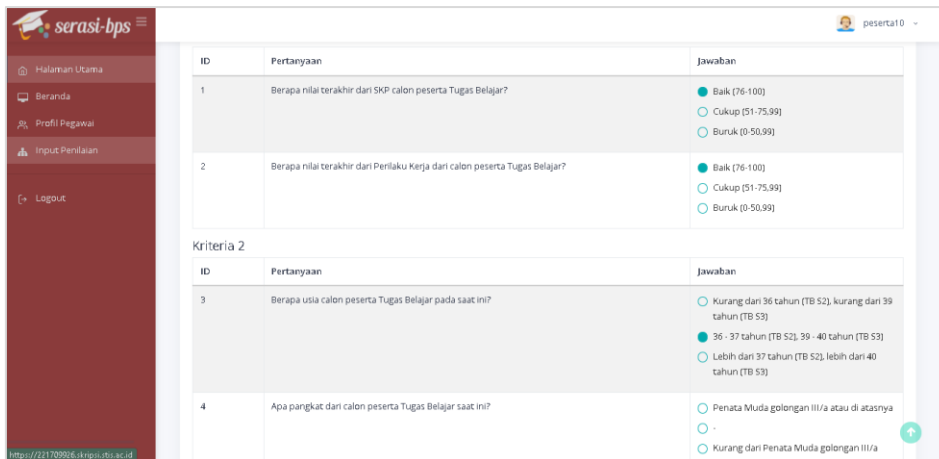 serasi-bps
peserta10
Halaman Utama
Beranda
Profil Pegawai
Input Penilaian
Logout
ID Pertanyaan Jawaban
1 Berapa nilai terakhir dari SKP calon peserta Tugas Belajar?
Baik [76-100]
Cukup [51-75,99]
Buruk [0-50,99]
2 Berapa nilai terakhir dari Perilaku Kerja dari calon peserta Tugas Belajar?
Baik [76-100]
Cukup [51-75,99]
Buruk [0-50,99]
Kriteria 2
ID Pertanyaan Jawaban
3 Berapa usia calon peserta Tugas Belajar pada saat ini?
Kurang dari 36 tahun (TB S2), kurang dari 39
tahun (TB S3)
36 - 37 tahun (TB S2), 39 - 40 tahun (TB S3)
Lebih dari 37 tahun (TB S2), lebih dari 40
tahun (TB S3)
4 Apa pangkat dari calon peserta Tugas Belajar saat ini?
Penata Muda golongan III/a atau di atasnya
-
Kurang dari Penata Muda golongan III/a
https://221709926.skripsi.stis.ac.id